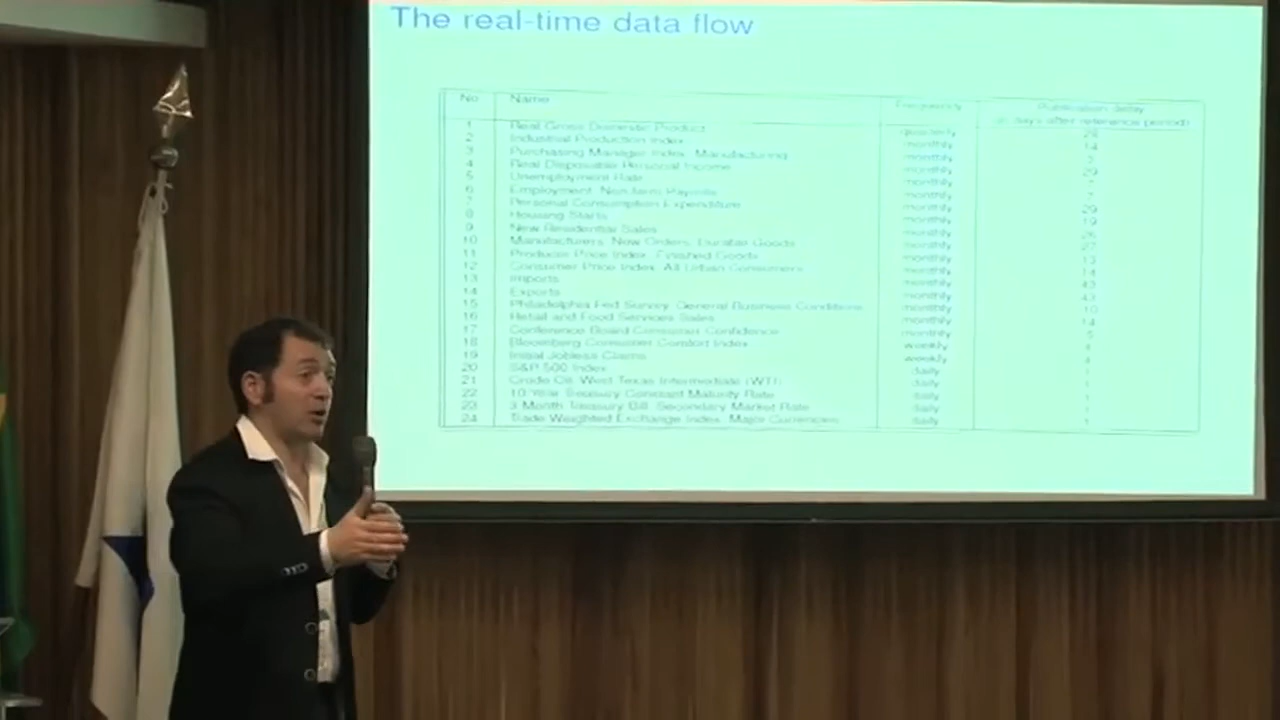 The real-time data flow
No Name Frequency Publication delay
(in days after reference period)
1 Real Gross Domestic Product quarterly 28
2 Industrial Production Index monthly 14
3 Purchasing Manager Index, Manufacturing monthly 3
4 Real Disposable Personal Income monthly 29
5 Unemployment Rate monthly
6 Employment, Non-farm Payrolls monthly
7 Personal Consumption Expenditure monthly 29
8 Housing Starts monthly 19
9 New Residential Sales monthly 26
10 Manufacturers' New Orders, Durable Goods monthly 27
11 Producer Price Index, Finished Goods monthly 13
12 Consumer Price Index, All Urban Consumers monthly 14
13 Imports monthly 43
14 Exports monthly 43
15 Philadelphia Fed Survey, General Business Conditions monthly 10
16 Retail and Food Services Sales monthly 14
17 Conference Board Consumer Confidence monthly 5
18 Bloomberg Consumer Comfort Index weekly 4
19 Initial Jobless Claims weekly 4
20 S&P 500 Index daily 1
21 Crude Oil, West Texas Intermediate (WTI) daily 1
22 10-Year Treasury Constant Maturity Rate daily 1
23 3-Month Treasury Bill, Secondary Market Rate daily 1
24 Trade Weighted Exchange Index, Major Currencies daily 1